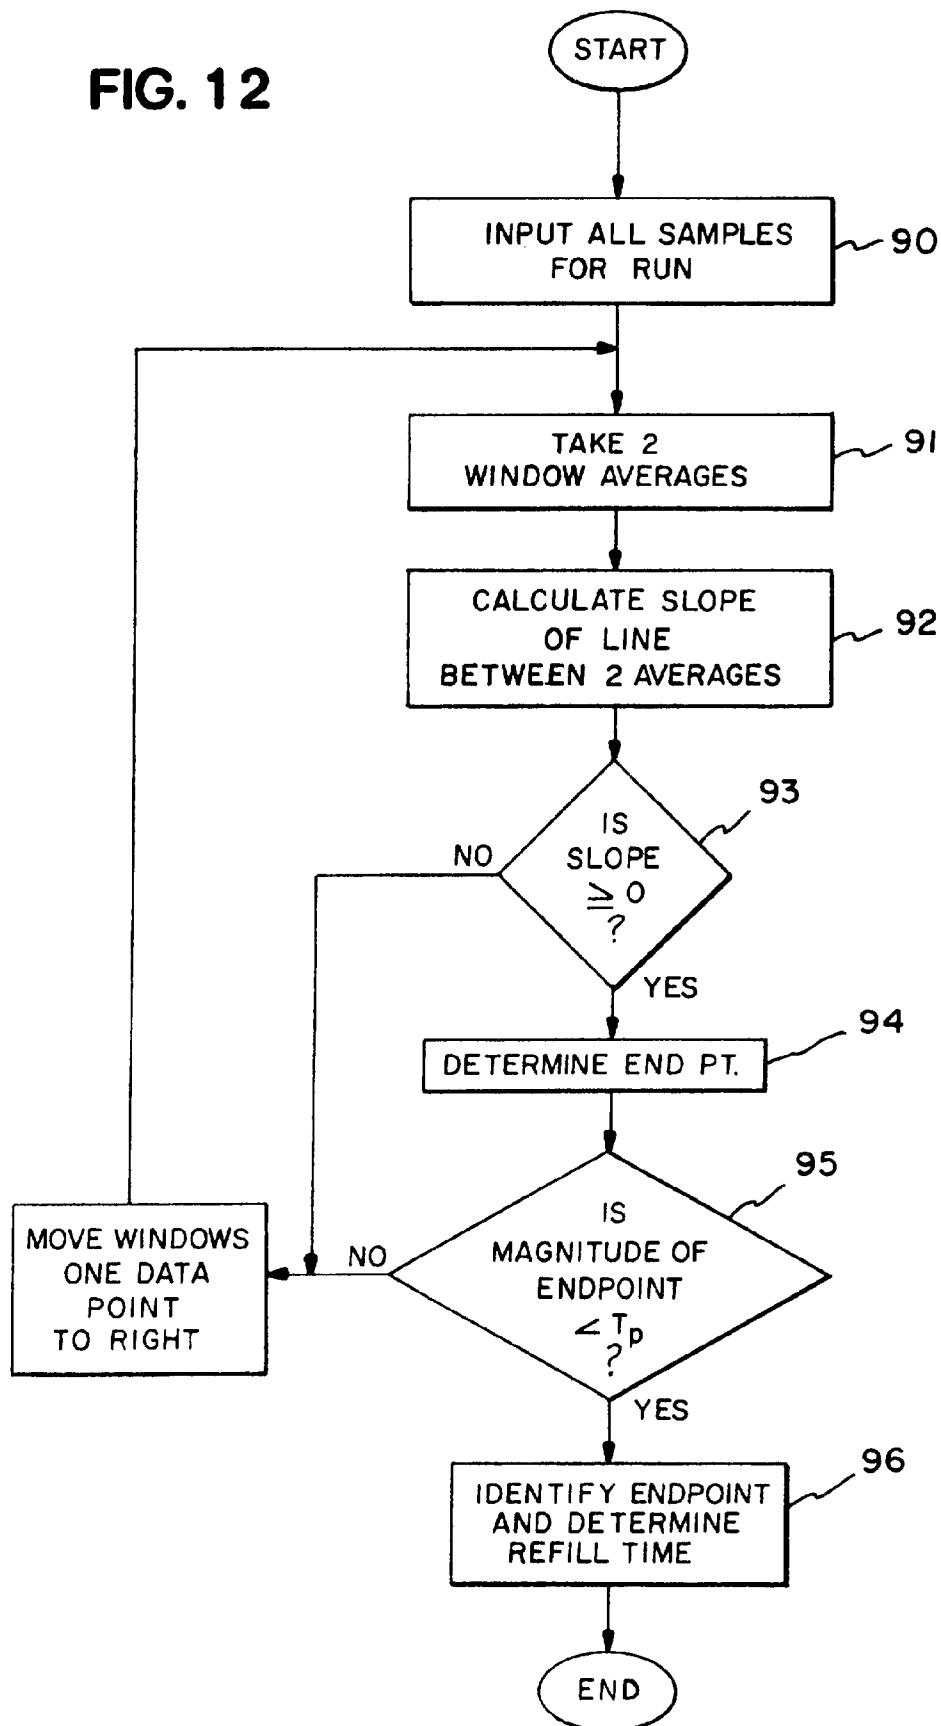 FIG. 12
START
INPUT ALL SAMPLES
FOR RUN
90
TAKE 2
WINDOW AVERAGES
91
CALCULATE SLOPE
OF LINE
BETWEEN 2 AVERAGES
92
93
IS
SLOPE
≧ 0
?
NO
YES
94
DETERMINE END PT.
95
IS
MAGNITUDE OF
ENDPOINT
< Tp
?
NO
MOVE WINDOWS
ONE DATA
POINT
TO RIGHT
YES
96
IDENTIFY ENDPOINT
AND DETERMINE
REFILL TIME
END